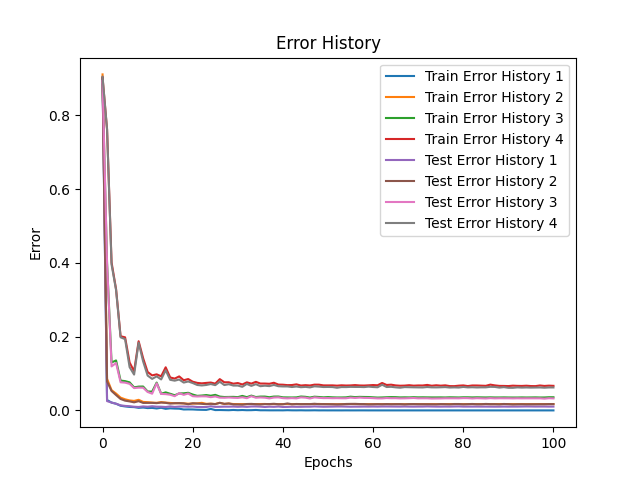 Error History
Train Error History 1
Train Error History 2
Train Error History 3
Train Error History 4
Test Error History 1
Test Error History 2
Test Error History 3
Test Error History 4
0.8
0.6
0.4
0.2
0.0
Error
0 20 40 60 80 100
Epochs